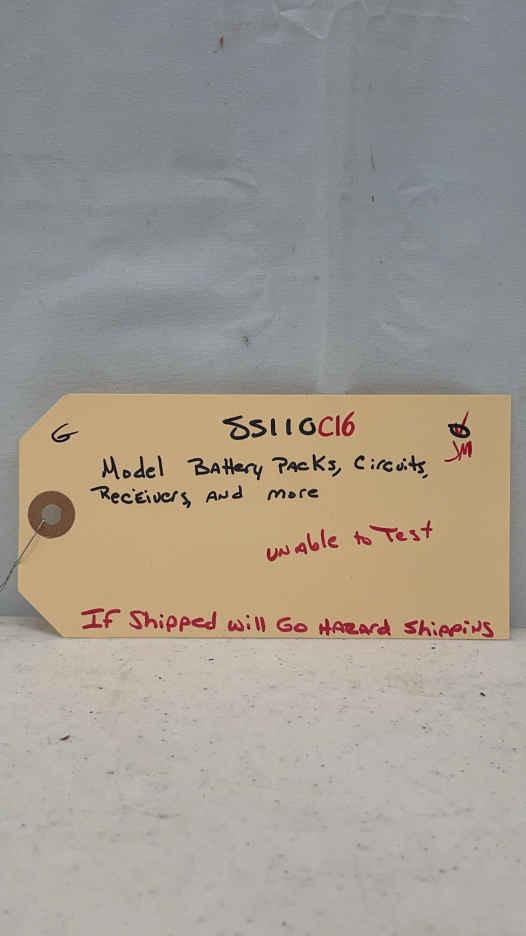 G
SS110C16
JM
Model Battery Packs, Circuits,
Receivers, and more
unable to Test
If Shipped will Go Hazard Shipping